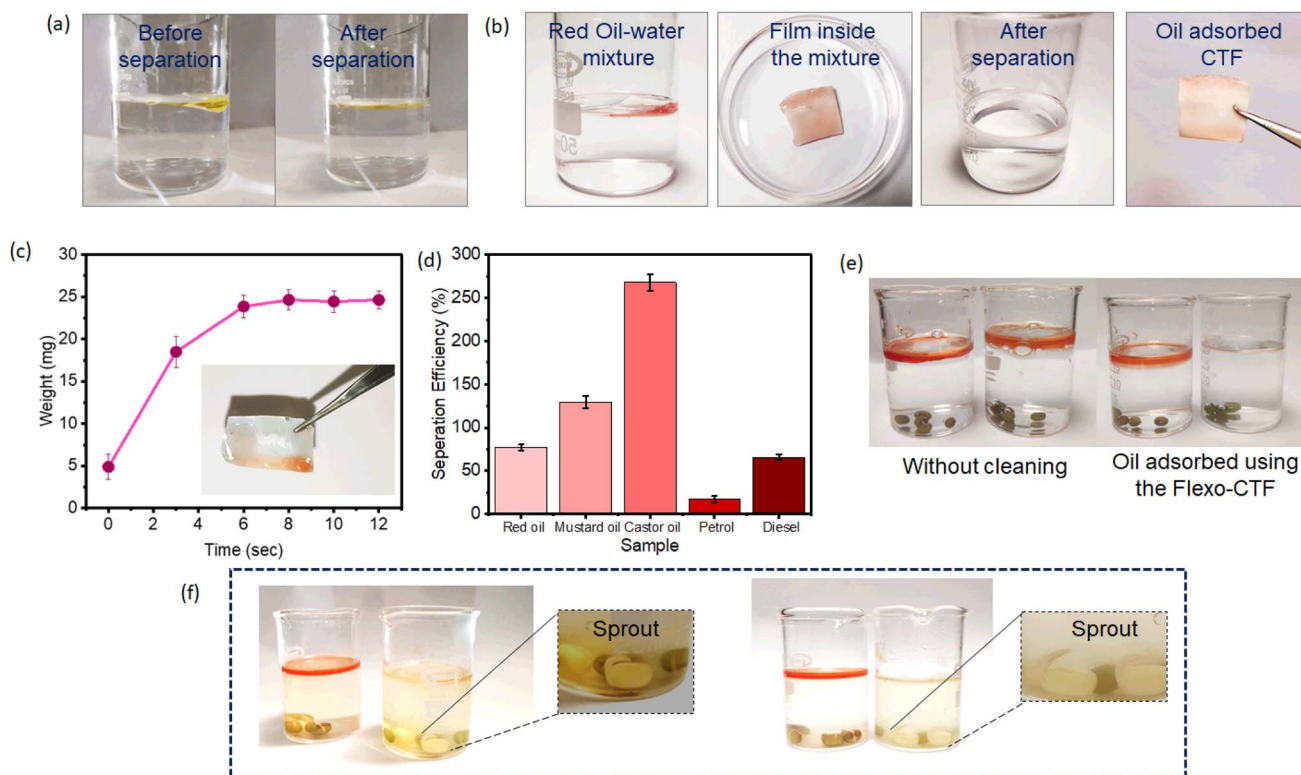 (a)
Before
separation
After
separation
(b)
Red Oil-water
mixture
50
Film inside
the mixture
After
separation
Oil adsorbed
CTF
(c)
30
25
20
15
10
5
0
Weight (mg)
0 2 4 6 8 10 12
Time (sec)
(d)
300
250
200
150
100
50
0
Seperation Efficiency (%)
Red oil Mustard oil Castor oil Petrol Diesel
Sample
(e)
Without cleaning
Oil adsorbed using
the Flexo-CTF
(f)
Sprout
Sprout